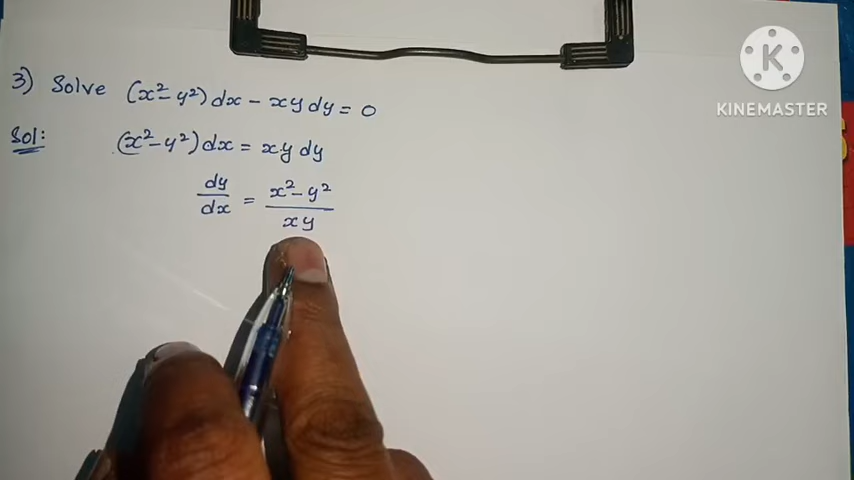 3) Solve (x²-y²)dx - xy dy = 0
Sol: (x²-y²)dx = x.y dy
dy/dx = x²-y²/xy
K
KINEMASTER